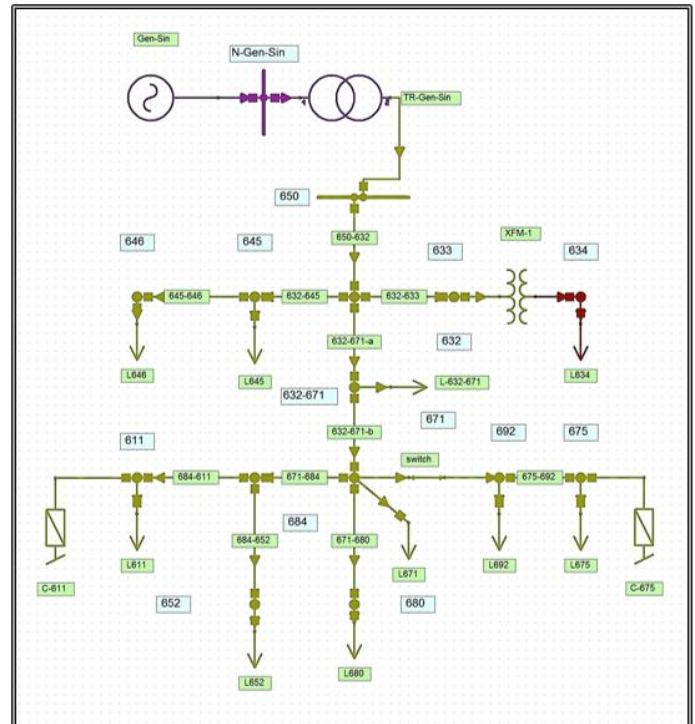 Gen-Sin
N-Gen-Sin
TR-Gen-Sin
650
650-632
XFM-1
646
645
633
634
645-646
632-645
632-633
632-671-a
632
L646
L645
L634
632-671
L-632-671
671
611
632-671-b
692
675
switch
684-611
671-684
675-692
684
684-652
671-680
L611
L671
L692
L675
C-611
C-675
652
680
L652
L680